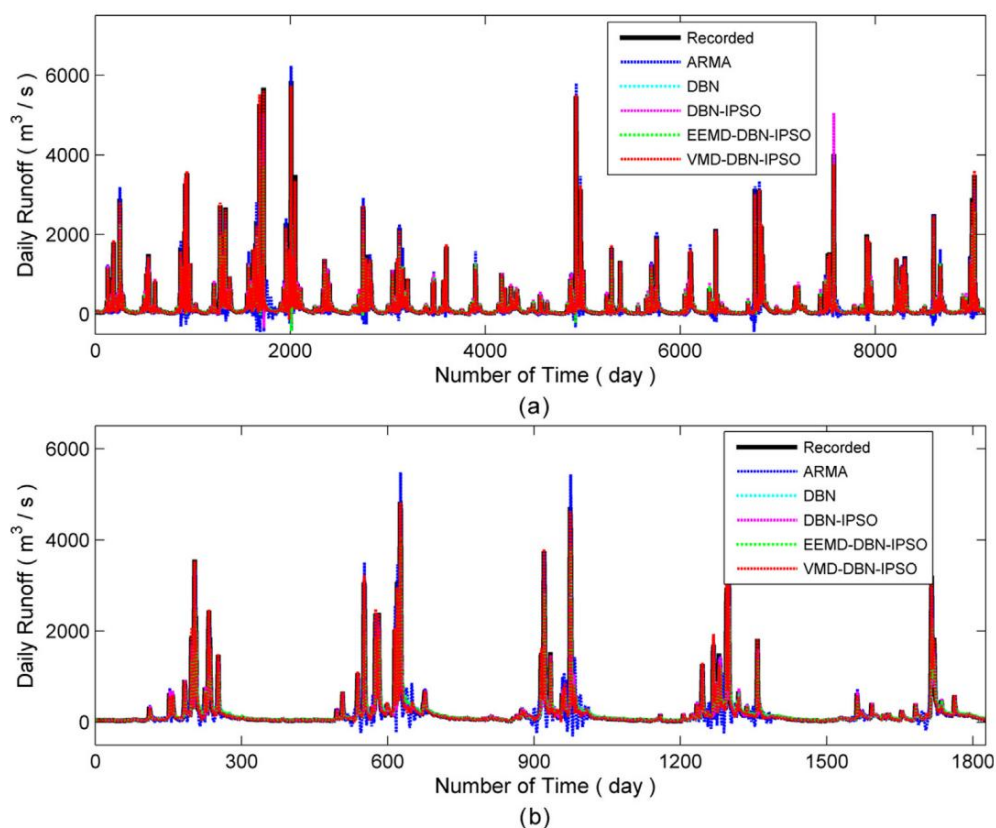 6000
4000
2000
0
Daily Runoff ( m³ / s )
Recorded
ARMA
DBN
DBN-IPSO
EEMD-DBN-IPSO
VMD-DBN-IPSO
0 2000 4000 6000 8000
Number of Time ( day )
(a)
6000
4000
2000
0
Daily Runoff ( m³ / s )
Recorded
ARMA
DBN
DBN-IPSO
EEMD-DBN-IPSO
VMD-DBN-IPSO
0 300 600 900 1200 1500 1800
Number of Time ( day )
(b)